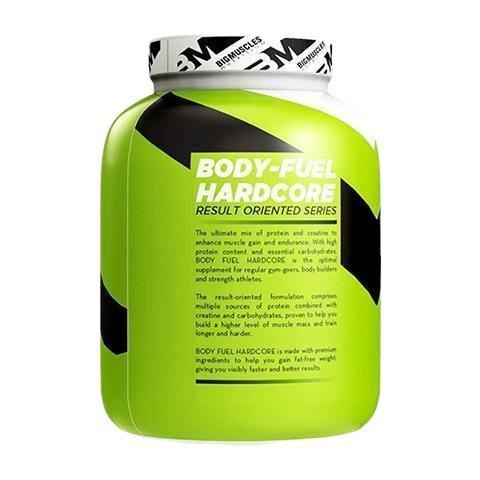 BM
BIGMUSCLES
NUTRITION
BM
BODY-FUEL
HARDCORE
RESULT ORIENTED SERIES
The ultimate mix of protein and creatine to
enhance muscle gain and endurance. With high
protein content and essential carbohydrates,
BODY FUEL HARDCORE is the optimal
supplement for regular gym-goers, body builders
and strength athletes.
The result-oriented formulation comprises
multiple sources of protein combined with
creatine and carbohydrates, proven to help you
build a higher level of muscle mass and train
longer and harder.
BODY FUEL HARDCORE is made with premium
ingredients to help you gain fat-free weight,
giving you visibly faster and better results.